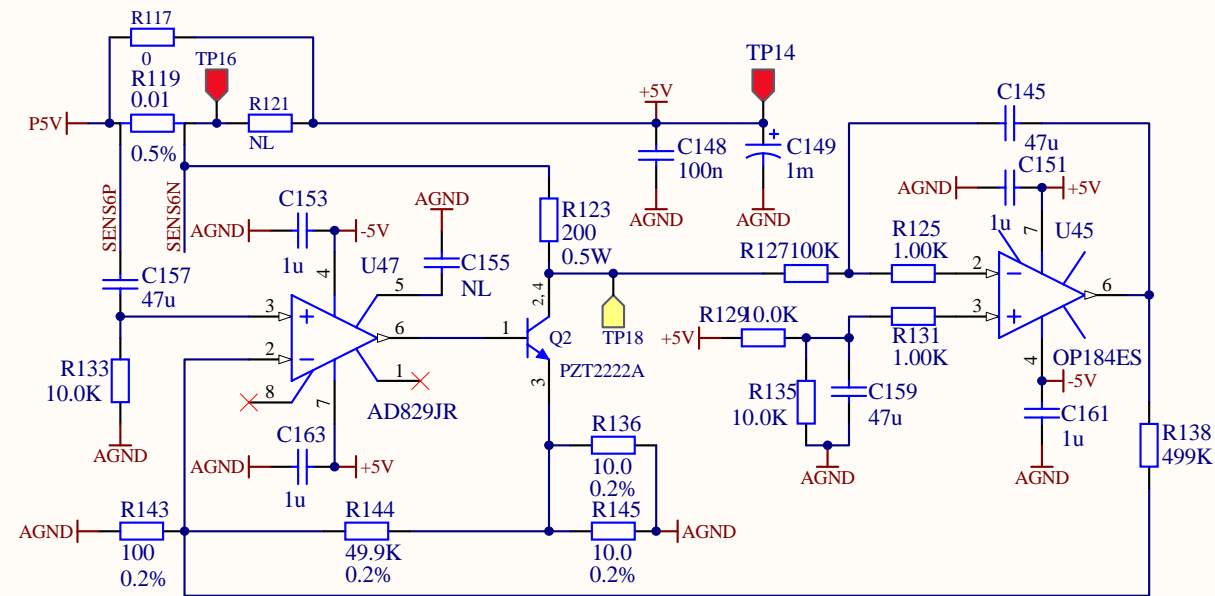 R117
0
TP16
R119
0.01
R121
P5V
0.5%
NL
SENS6P
SENS6N
+5V
TP14
C148
100n
C149
1m
AGND
AGND
C145
47u
C151
AGND
+5V
1u
7
U45
C153
AGND
-5V
1u
4
U47
AGND
5
C155
NL
R123
200
0.5W
2, 4
C157
47u
3
6
1
Q2
TP18
PZT2222A
3
2
1
8
7
AD829JR
R133
10.0K
AGND
C163
AGND
+5V
1u
R127
100K
R125
1.00K
2
6
3
R129
10.0K
+5V
R131
1.00K
4
OP184ES
-5V
R135
10.0K
C159
47u
AGND
C161
1u
AGND
R138
499K
R136
10.0
0.2%
R143
AGND
100
0.2%
R144
49.9K
0.2%
R145
AGND
10.0
0.2%